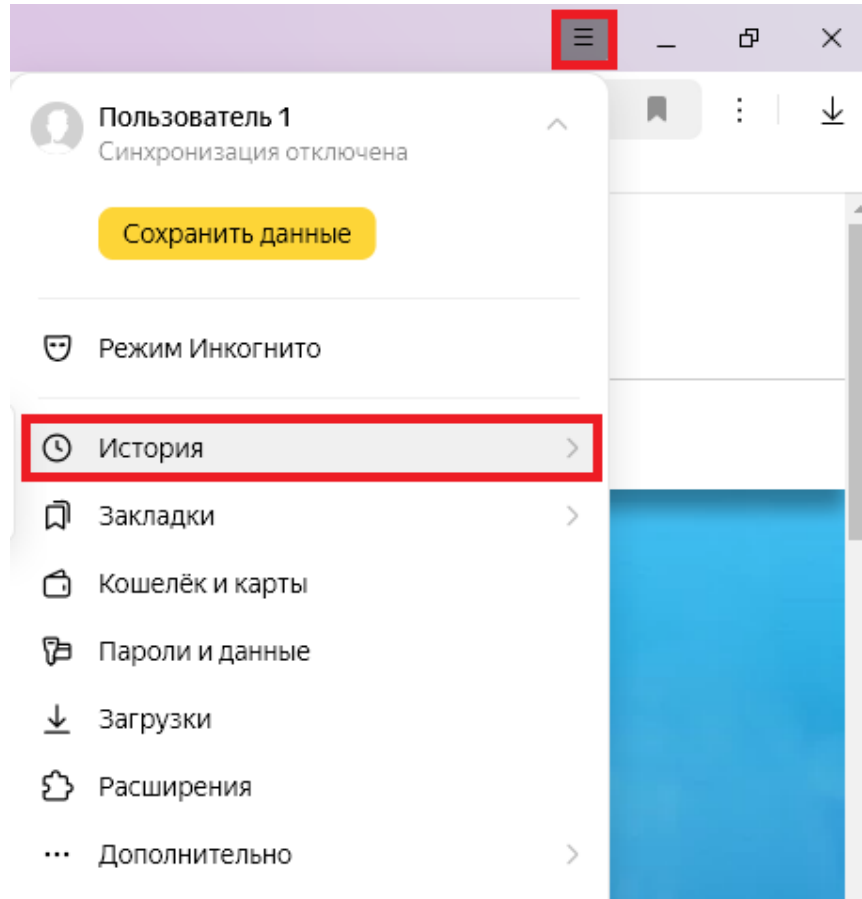 Пользователь 1
Синхронизация отключена
Сохранить данные
Режим Инкогнито
История
Закладки
Кошелёк и карты
Пароли и данные
Загрузки
Расширения
Дополнительно